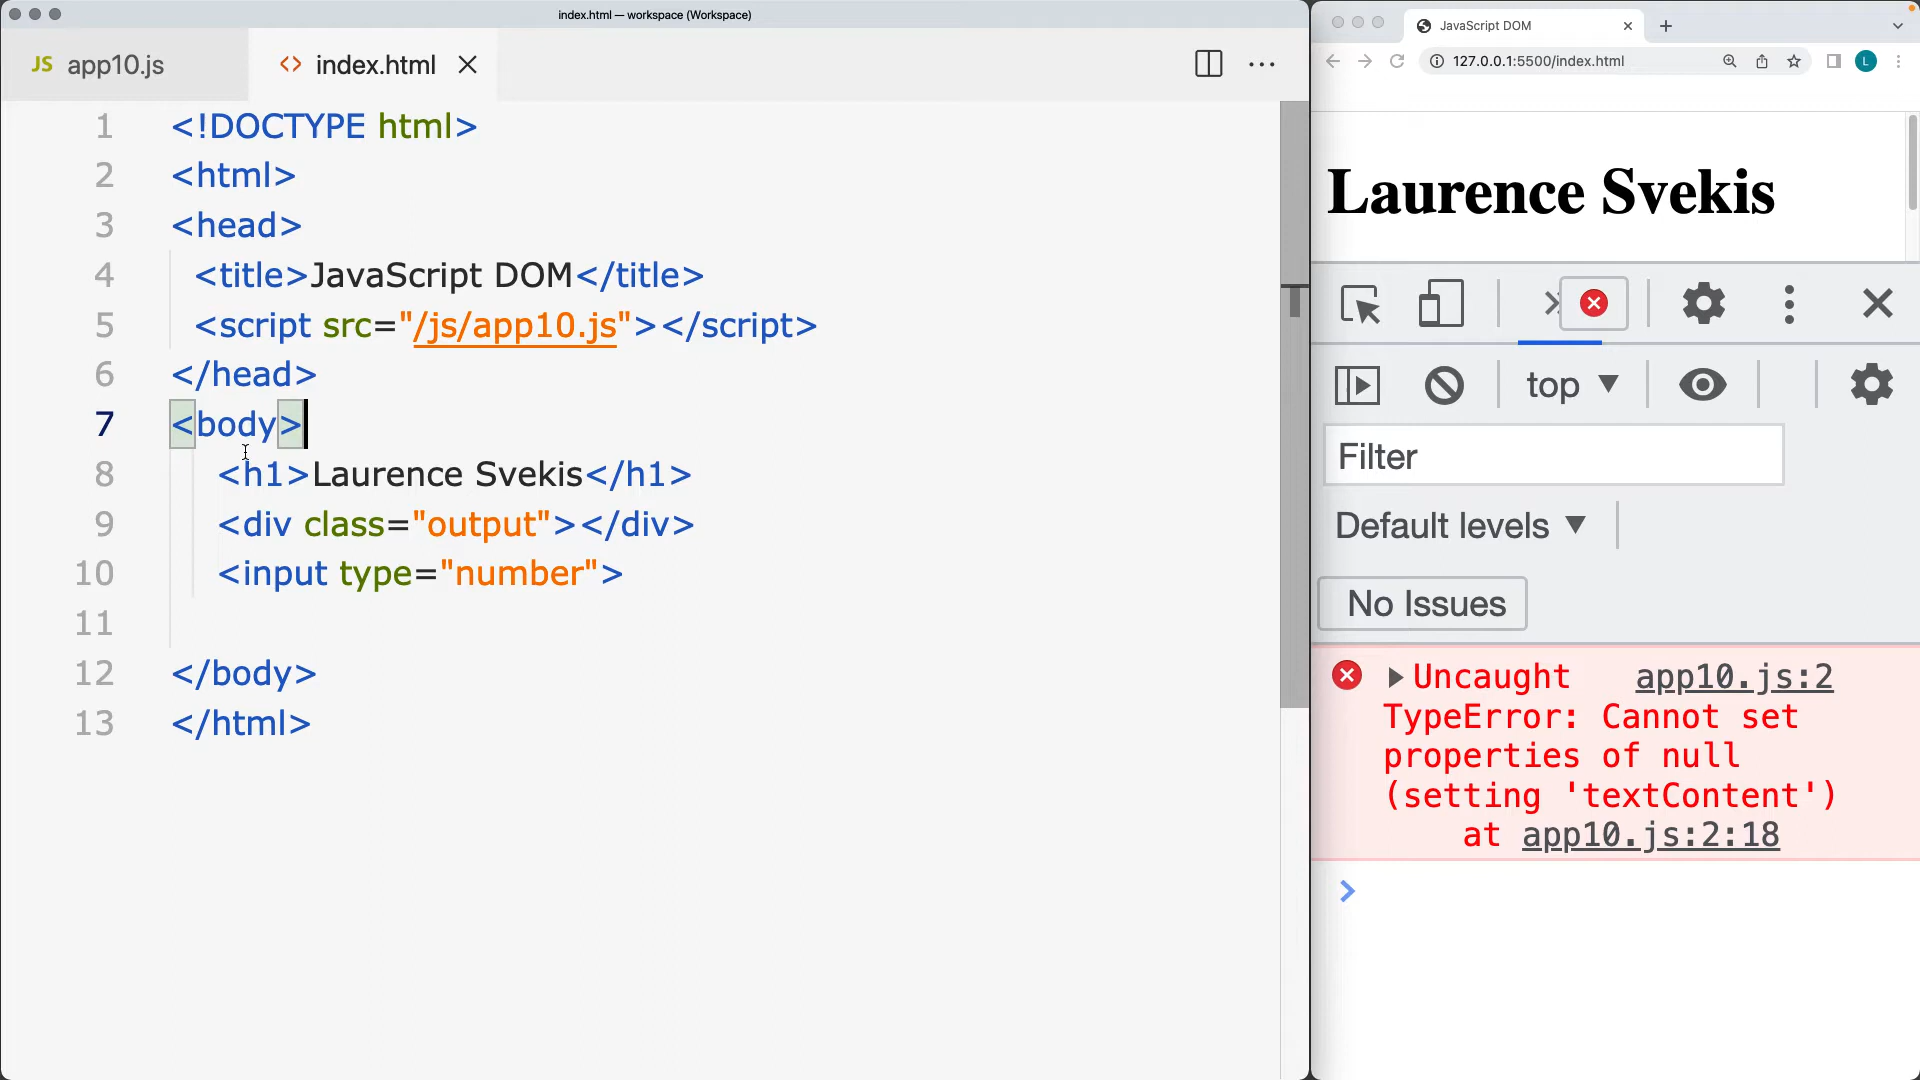 index.html — workspace (Workspace)
JS app10.js
<> index.html
1 <!DOCTYPE html>
2 <html>
3 <head>
4 <title>JavaScript DOM</title>
5 <script src="/js/app10.js"></script>
6 </head>
7 <body>
8 <h1>Laurence Svekis</h1>
9 <div class="output"></div>
10 <input type="number">
11
12 </body>
13 </html>
JavaScript DOM
127.0.0.1:5500/index.html
L
Laurence Svekis
top
Filter
Default levels
No Issues
Uncaught app10.js:2
TypeError: Cannot set
properties of null
(setting 'textContent')
at app10.js:2:18